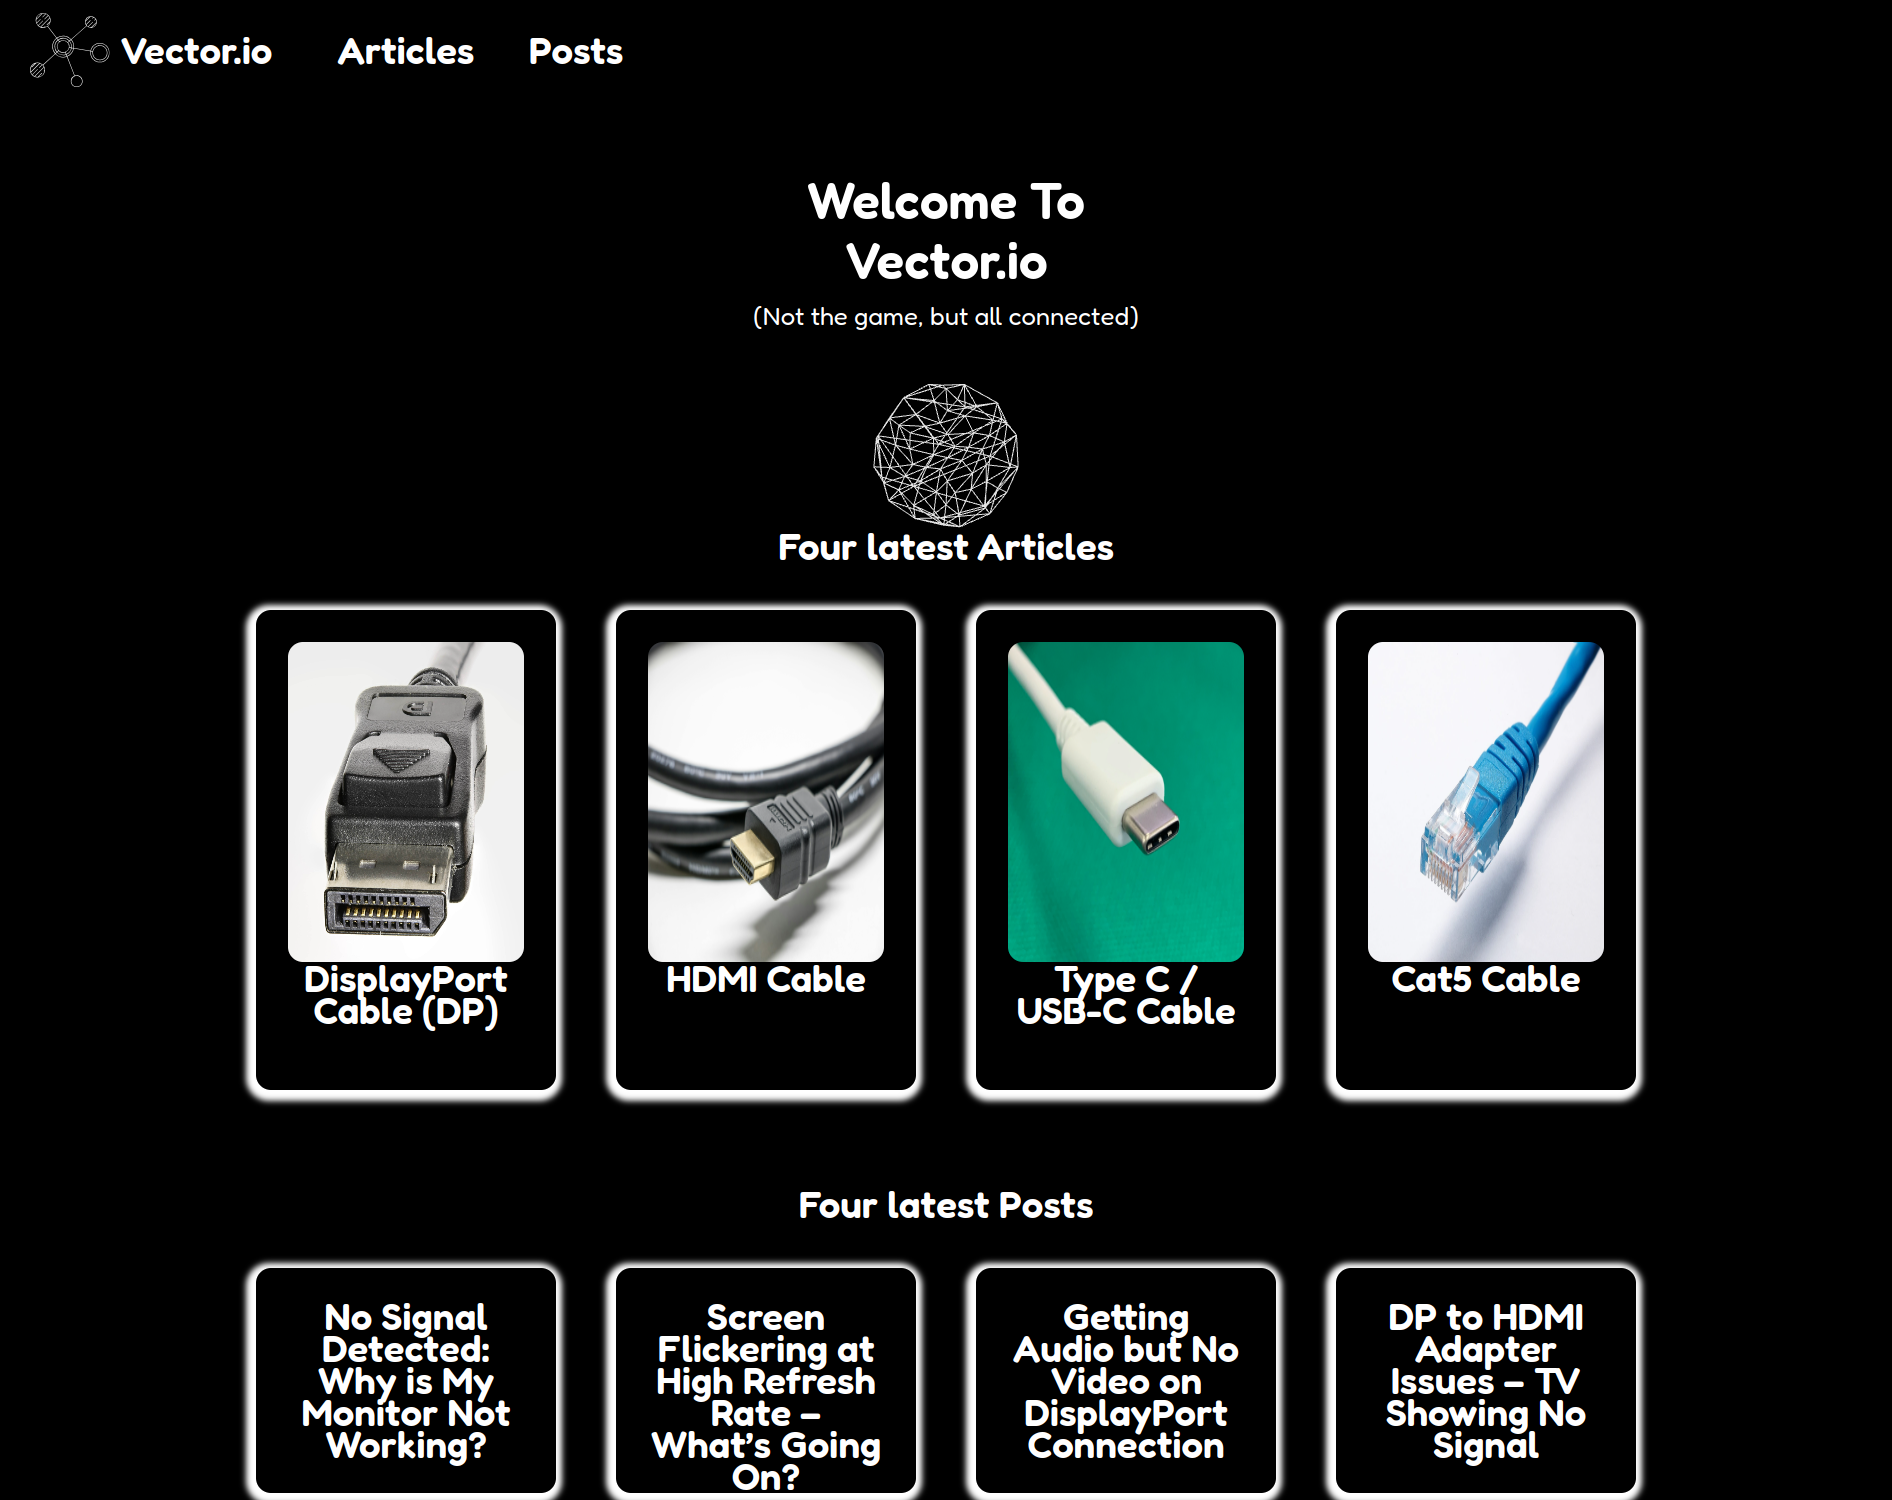 Vector.io
Articles
Posts
Welcome To
Vector.io
(Not the game, but all connected)
Four latest Articles
DisplayPort
Cable (DP)
HDMI Cable
Type C /
USB-C Cable
Cat5 Cable
Four latest Posts
No Signal
Detected:
Why is My
Monitor Not
Working?
Screen
Flickering at
High Refresh
Rate –
What’s Going
On?
Getting
Audio but No
Video on
DisplayPort
Connection
DP to HDMI
Adapter
Issues – TV
Showing No
Signal